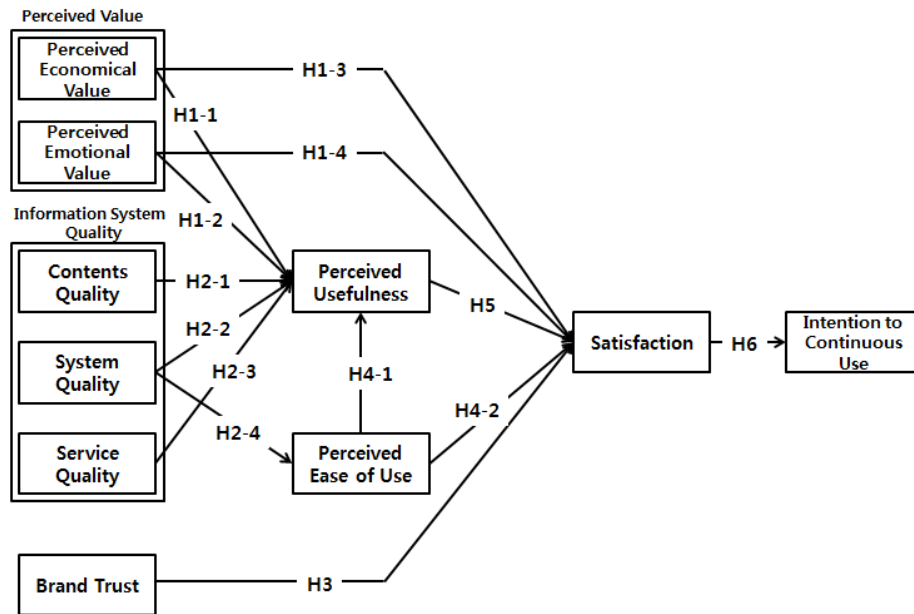 Perceived Value
Perceived
Economical
Value
H1-3
H1-1
Perceived
Emotional
Value
H1-4
H1-2
Information System
Quality
Contents
Quality
H2-1
Perceived
Usefulness
H5
H2-2
System
Quality
H2-3
H4-1
Satisfaction
H6
Intention to
Continuous
Use
H4-2
H2-4
Service
Quality
Perceived
Ease of Use
Brand Trust
H3